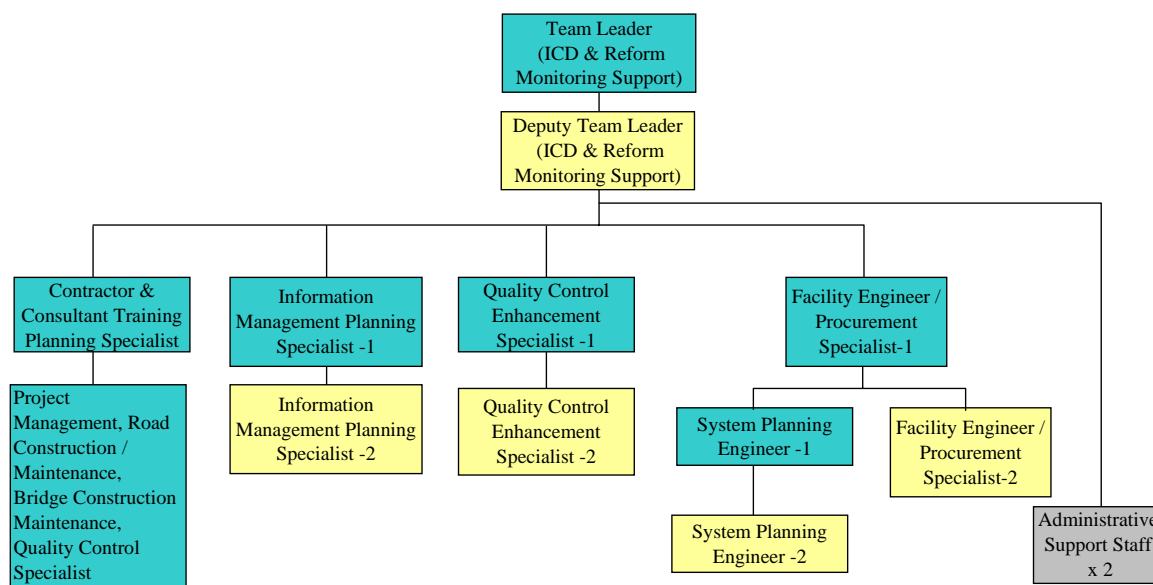 Team Leader
(ICD & Reform
Monitoring Support)
Deputy Team Leader
(ICD & Reform
Monitoring Support)
Contractor &
Consultant Training
Planning Specialist
Information
Management Planning
Specialist -1
Quality Control
Enhancement
Specialist -1
Facility Engineer /
Procurement
Specialist-1
Project
Management, Road
Construction /
Maintenance,
Bridge Construction
Maintenance,
Quality Control
Specialist
Information
Management Planning
Specialist -2
Quality Control
Enhancement
Specialist -2
System Planning
Engineer -1
Facility Engineer /
Procurement
Specialist-2
System Planning
Engineer -2
Administrative
Support Staff
x 2